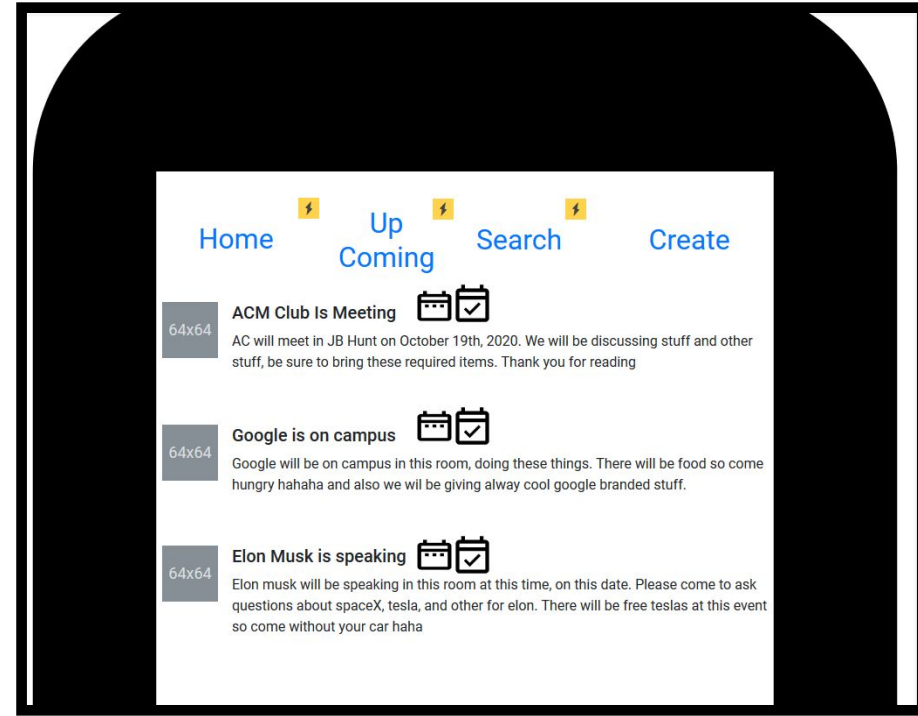 Home
Up
Coming
Search
Create
64x64
ACM Club Is Meeting
AC will meet in JB Hunt on October 19th, 2020. We will be discussing stuff and other
stuff, be sure to bring these required items. Thank you for reading
64x64
Google is on campus
Google will be on campus in this room, doing these things. There will be food so come
hungry hahaha and also we wil be giving alway cool google branded stuff.
64x64
Elon Musk is speaking
Elon musk will be speaking in this room at this time, on this date. Please come to ask
questions about spaceX, tesla, and other for elon. There will be free teslas at this event
so come without your car haha